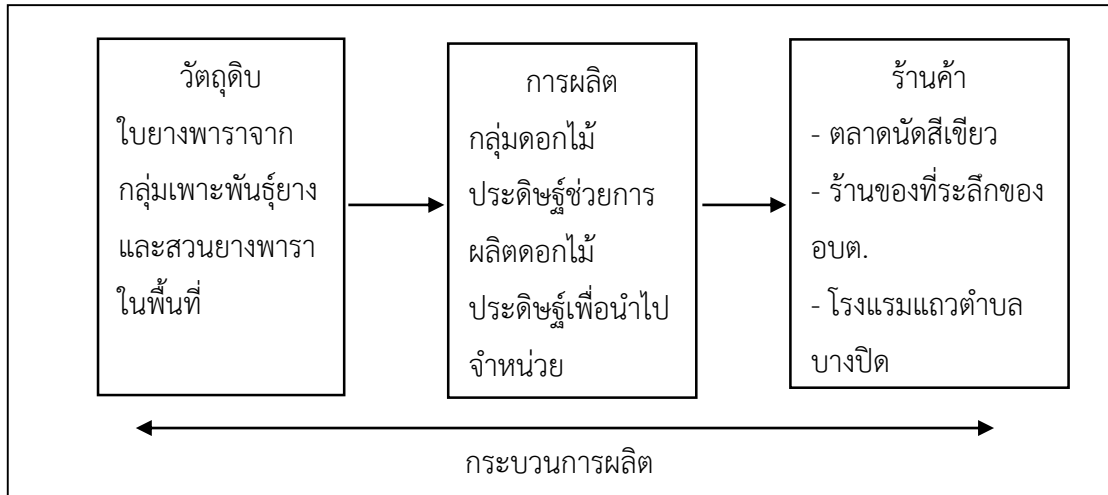 วัตถุดิบ
ใบยางพาราจาก
กลุ่มเพาะพันธุ์ยาง
และสวนยางพารา
ในพื้นที่
การผลิต
กลุ่มดอกไม้
ประดิษฐ์ช่วยการ
ผลิตดอกไม้
ประดิษฐ์เพื่อนำไป
จำหน่วย
ร้านค้า
- ตลาดนัดสีเขียว
- ร้านของที่ระลึกของ
อบต.
- โรงแรมแถวตำบล
บางปิด
กระบวนการผลิต